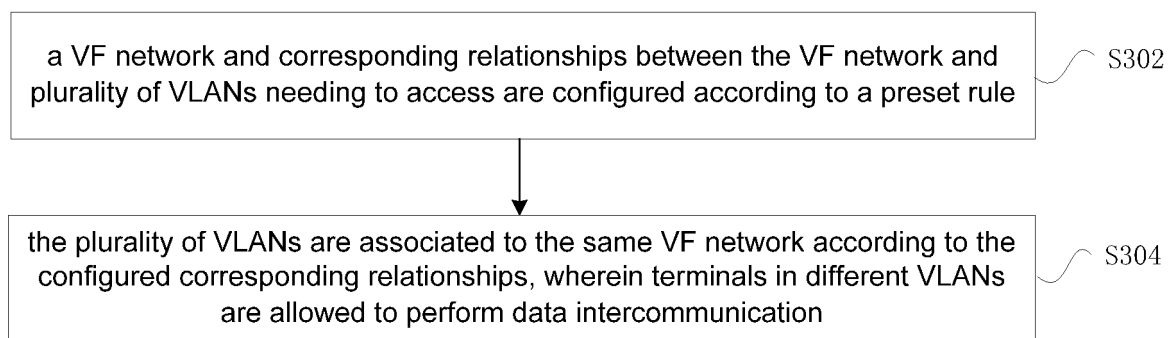 a VF network and corresponding relationships between the VF network and
plurality of VLANs needing to access are configured according to a preset rule
S302
the plurality of VLANs are associated to the same VF network according to the
configured corresponding relationships, wherein terminals in different VLANs
are allowed to perform data intercommunication
S304